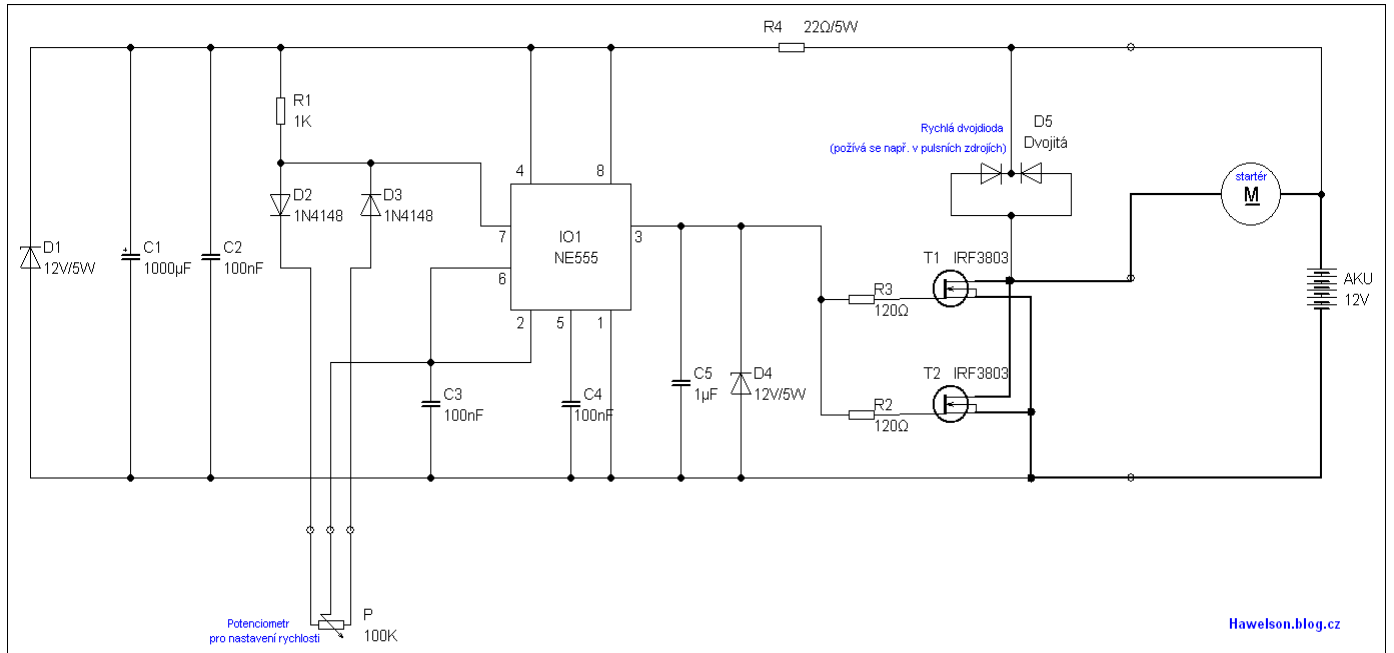 R4 22Ω/5W
R1
1K
Rychlá dvojdioda
(požívá se např. v pulsních zdrojích)
D5
Dvojitá
D2
1N4148
D3
1N4148
4
8
startér
M
D1
12V/5W
C1
+
1000µF
C2
100nF
7
6
IO1
NE555
3
2
5
1
T1 IRF3803
R3
120Ω
AKU
12V
C3
100nF
C4
100nF
C5
1µF
D4
12V/5W
T2 IRF3803
R2
120Ω
Potenciometr
pro nastavení rychlosti
P
100K
Hawelson.blog.cz